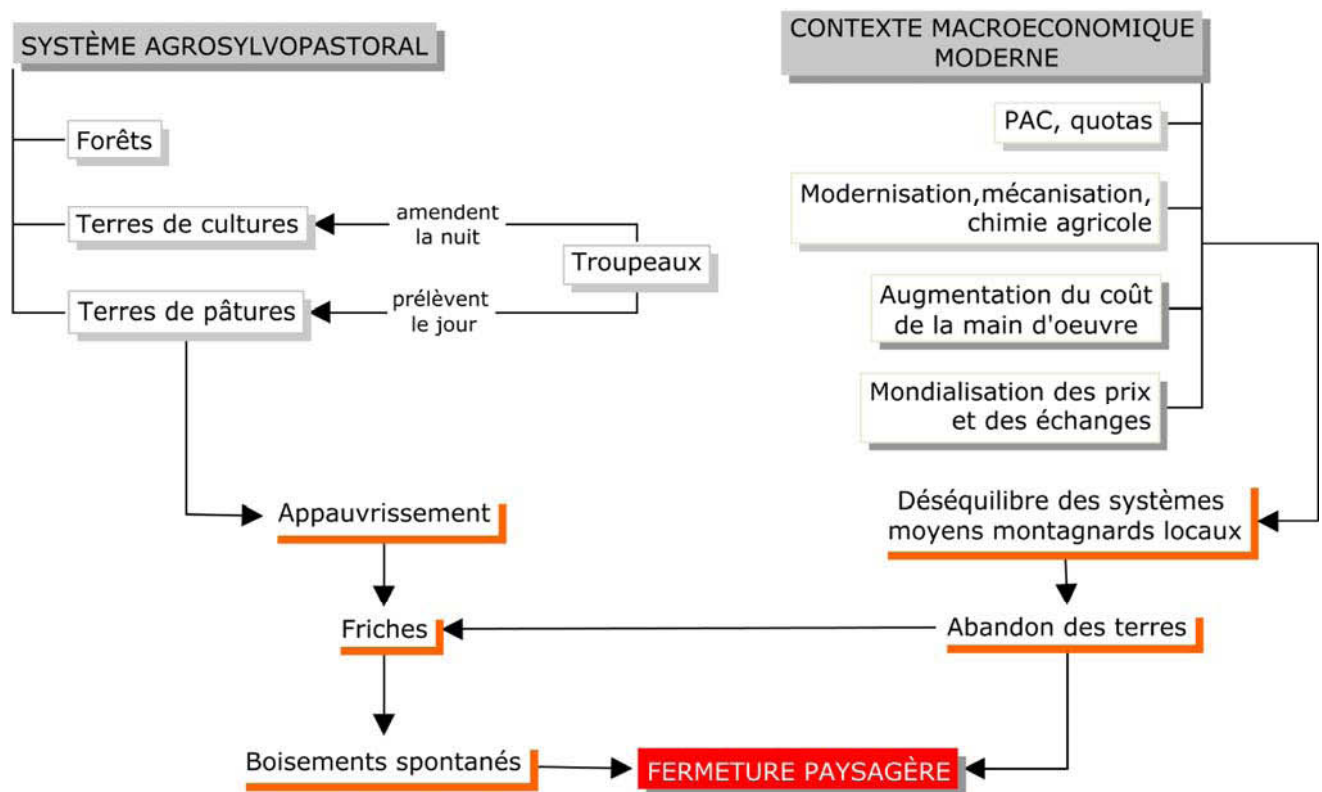 SYSTÈME AGROSYLVOPASTORAL
Forêts
Terres de cultures
amendent
la nuit
Troupeaux
Terres de pâtures
prélèvent
le jour
CONTEXTE MACROECONOMIQUE
MODERNE
PAC, quotas
Modernisation,mécanisation,
chimie agricole
Augmentation du coût
de la main d'oeuvre
Mondialisation des prix
et des échanges
Appauvrissement
Déséquilibre des systèmes
moyens montagnards locaux
Friches
Abandon des terres
Boisements spontanés
FERMETURE PAYSAGÈRE